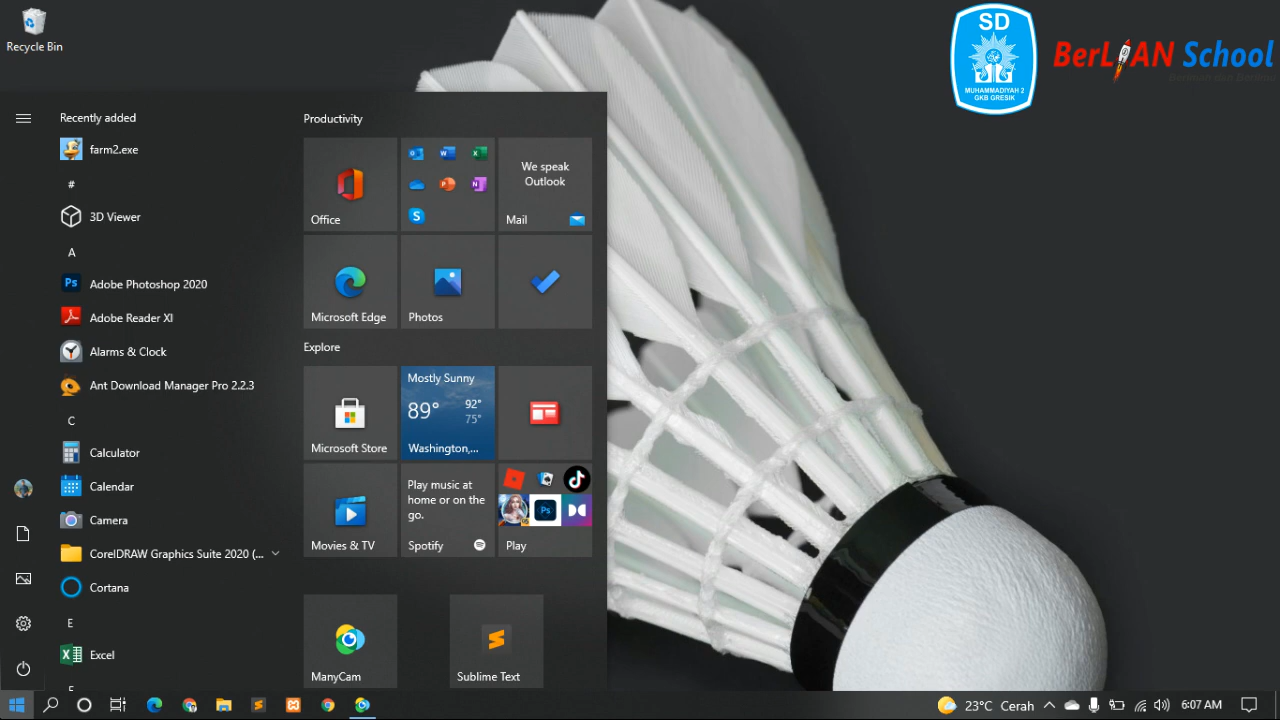 Recycle Bin
SD
MUHAMMADIYAH 2
GKB GRESIK
BerLIAN School
Recently added
farm2.exe
#
3D Viewer
A
Adobe Photoshop 2020
Adobe Reader XI
Alarms & Clock
Ant Download Manager Pro 2.2.3
C
Calculator
Calendar
Camera
CorelDRAW Graphics Suite 2020 (...
Cortana
E
Excel
Productivity
Office
We speak
Outlook
Mail
Microsoft Edge
Photos
Explore
Microsoft Store
Mostly Sunny
89° 92°
75°
Washington,...
Movies & TV
Play music at
home or on the
go.
Spotify
Ps
Play
ManyCam
Sublime Text
23°C Cerah
6:07 AM